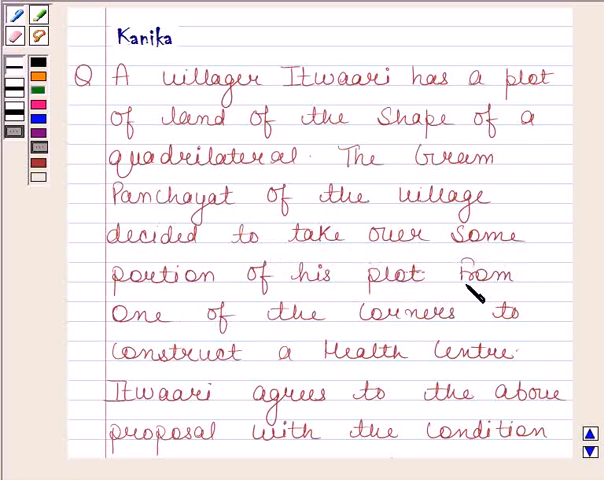 Kanika
Q A villager Itwaari has a plot
of land of the shape of a
quadrilateral. The Gram
Panchayat of the village
decided to take over some
portion of his plot from
one of the corners to
construct a Health Centre.
Itwaari agrees to the above
proposal with the condition